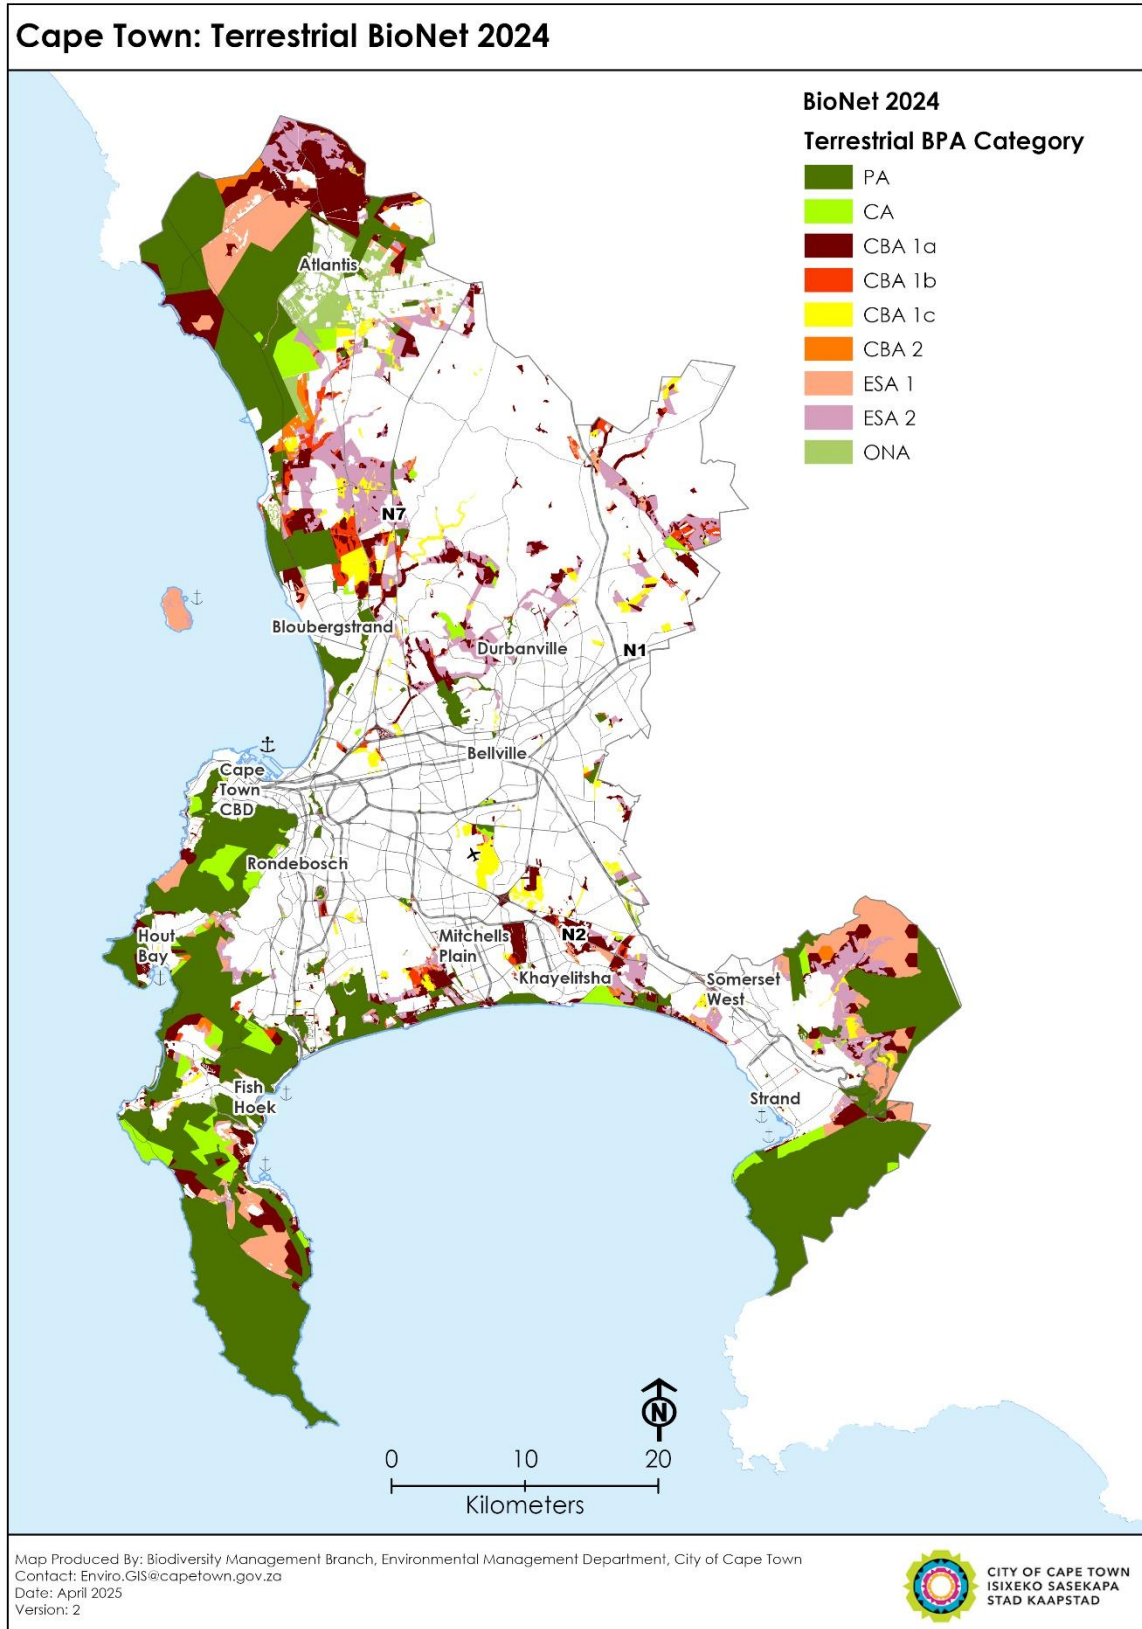 Cape Town: Terrestrial BioNet 2024
BioNet 2024
Terrestrial BPA Category
PA
CA
CBA 1a
CBA 1b
CBA 1c
CBA 2
ESA 1
ESA 2
ONA
Atlantis
N7
Bloubergstrand
Durbanville
N1
Bellville
Cape
Town
CBD
Rondebosch
Hout
Bay
Mitchells
Plain
N2
Khayelitsha
Somerset
West
Fish
Hoek
Strand
N
0 10 20
Kilometers
Map Produced By: Biodiversity Management Branch, Environmental Management Department, City of Cape Town
Contact: Enviro.GIS@capetown.gov.za
Date: April 2025
Version: 2
CITY OF CAPE TOWN
ISIXEKO SASEKAPA
STAD KAAPSTAD